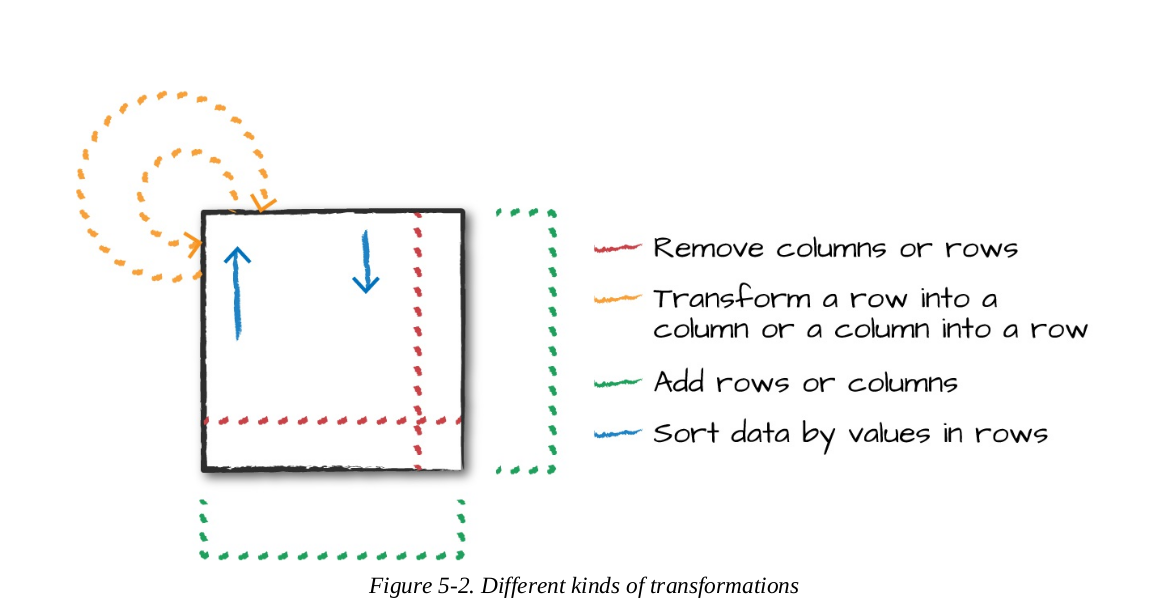 Remove columns or rows
Transform a row into a
column or a column into a row
Add rows or columns
Sort data by values in rows
Figure 5-2. Different kinds of transformations